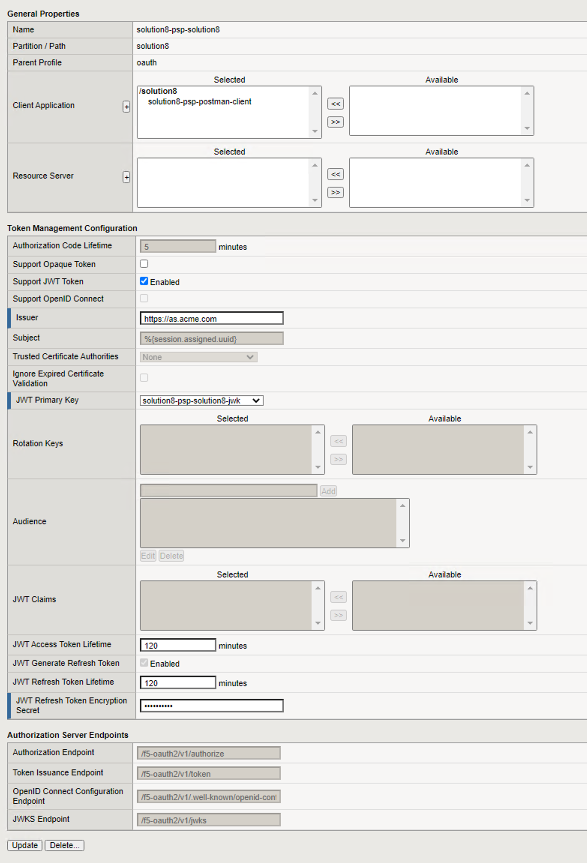 General Properties
Name solution8-psp-solution8
Partition / Path solution8
Parent Profile oauth
Selected Available
Client Application + /solution8
solution8-psp-postman-client
<< >>
Selected Available
Resource Server +
<< >>
Token Management Configuration
Authorization Code Lifetime 5 minutes
Support Opaque Token
Support JWT Token Enabled
Support OpenID Connect
Issuer https://as.acme.com
Subject %{session.assigned.uuid}
Trusted Certificate Authorities None
Ignore Expired Certificate
Validation
JWT Primary Key solution8-psp-solution8-jwk
Selected Available
Rotation Keys << >>
Add
Audience
Edit Delete
Selected Available
JWT Claims << >>
JWT Access Token Lifetime 120 minutes
JWT Generate Refresh Token Enabled
JWT Refresh Token Lifetime 120 minutes
JWT Refresh Token Encryption
Secret ••••••••••
Authorization Server Endpoints
Authorization Endpoint /f5-oauth2/v1/authorize
Token Issuance Endpoint /f5-oauth2/v1/token
OpenID Connect Configuration
Endpoint /f5-oauth2/v1/.well-known/openid-con
JWKS Endpoint /f5-oauth2/v1/jwks
Update Delete...